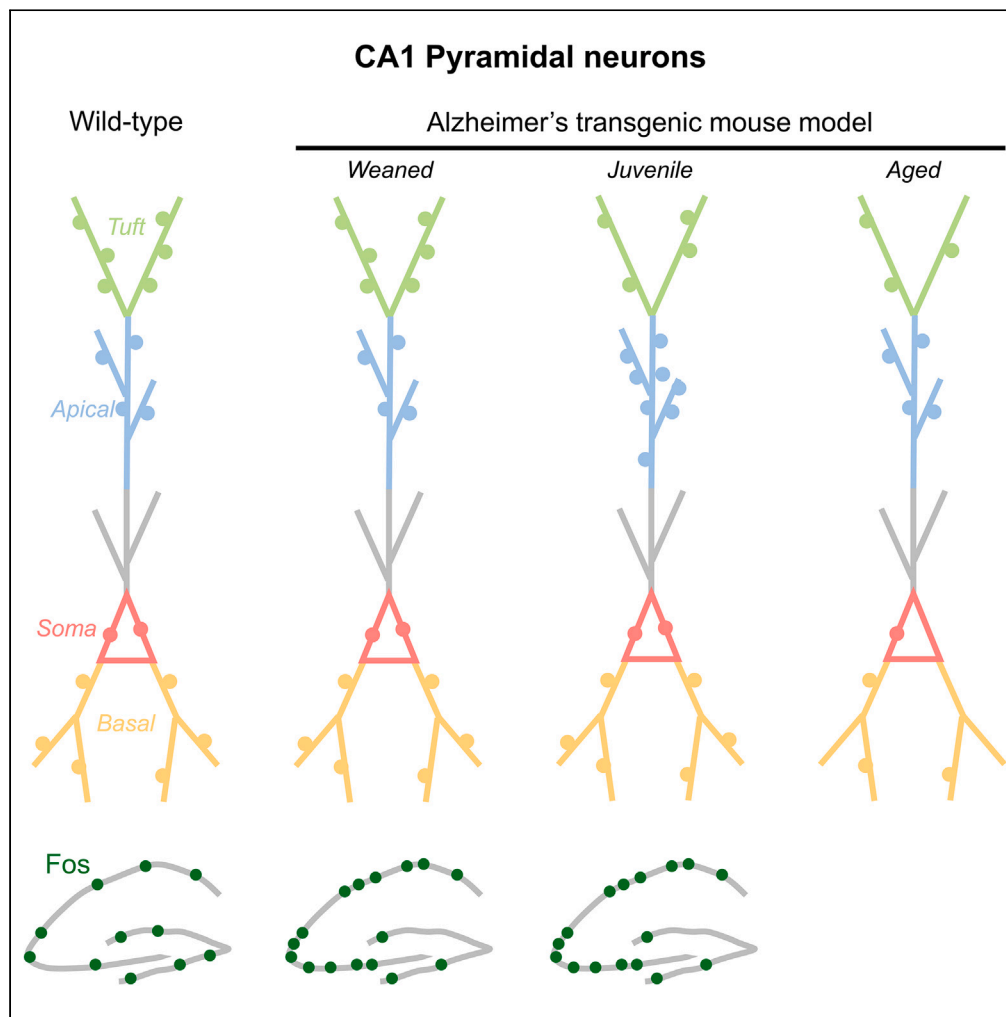 CA1 Pyramidal neurons
Wild-type
Alzheimer's transgenic mouse model
Weaned
Juvenile
Aged
Tuft
Apical
Soma
Basal
Fos